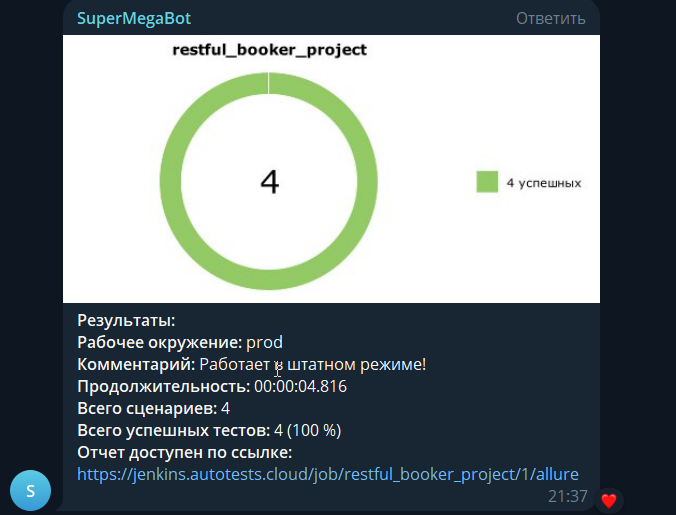 SuperMegaBot
Ответить
restful_booker_project
4
4 успешных
Результаты:
Рабочее окружение: prod
Комментарий: Работает в штатном режиме!
Продолжительность: 00:00:04.816
Всего сценариев: 4
Всего успешных тестов: 4 (100 %)
Отчет доступен по ссылке:
https://jenkins.autotests.cloud/job/restful_booker_project/1/allure
S
21:37